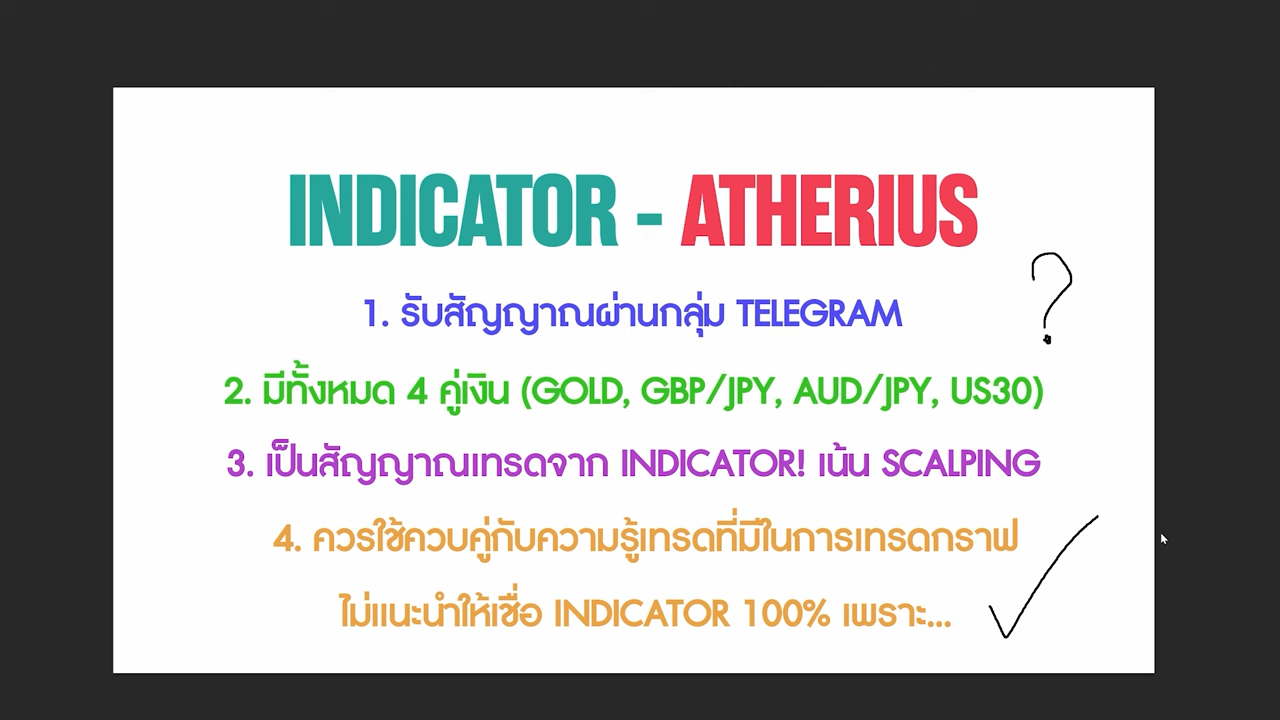 INDICATOR - ATHERIUS
1. รับสัญญาณผ่านกลุ่ม TELEGRAM
?
2. มีทั้งหมด 4 คู่เงิน (GOLD, GBP/JPY, AUD/JPY, US30)
3. เป็นสัญญาณเทรดจาก INDICATOR! เน้น SCALPING
4. ควรใช้ควบคู่กับความรู้เทรดที่มีในการเทรดกราฟ
ไม่แนะนำให้เชื่อ INDICATOR 100% เพราะ...